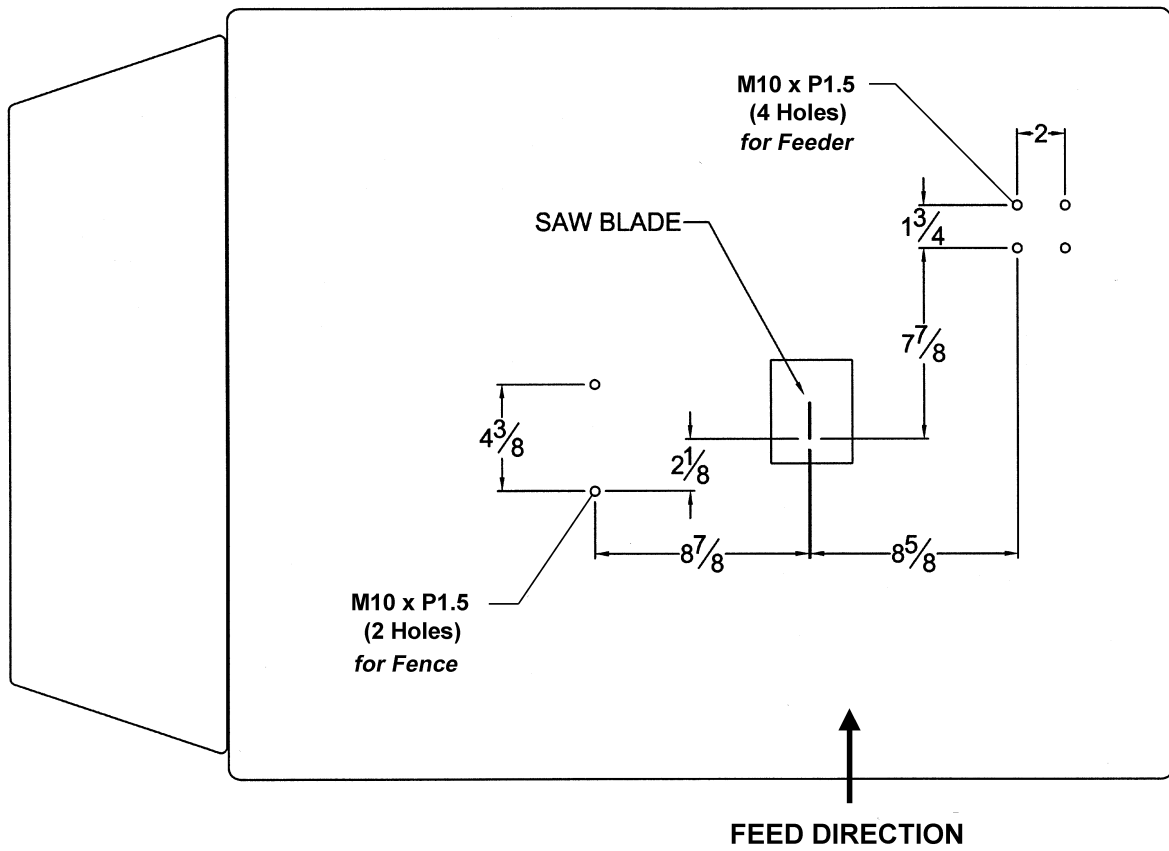 M10 x P1.5
(4 Holes)
for Feeder
2
1 3/4
SAW BLADE
7 7/8
4 3/8
2 1/8
8 7/8
8 5/8
M10 x P1.5
(2 Holes)
for Fence
FEED DIRECTION